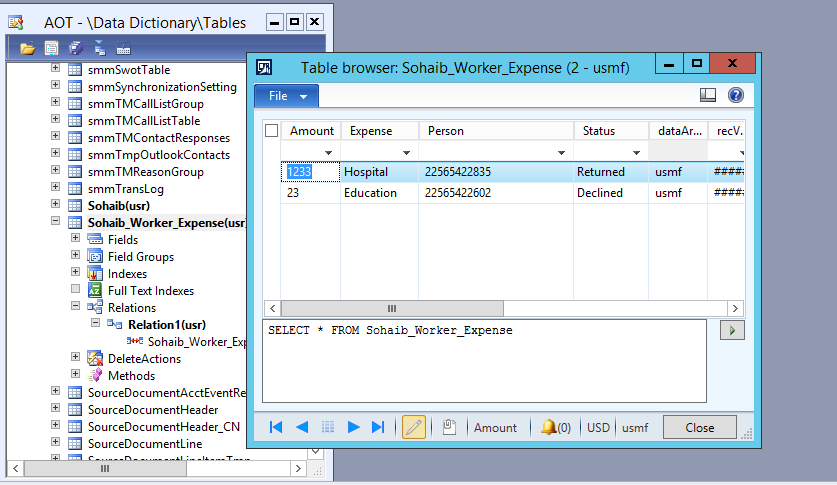 AOT - \Data Dictionary\Tables
smmSwotTable
smmSynchronizationSetting
smmTMCallListGroup
smmTMCallListTable
smmTMContactResponses
smmTmpOutlookContacts
smmTMReasonGroup
smmTransLog
Sohaib(usr)
Sohaib_Worker_Expense(usr
Fields
Field Groups
Indexes
Full Text Indexes
Relations
Relation1(usr)
Sohaib_Worker_Exp
DeleteActions
Methods
SourceDocumentAcctEventRe
SourceDocumentHeader
SourceDocumentHeader_CN
SourceDocumentLine
Table browser: Sohaib_Worker_Expense (2 - usmf)
File
Amount Expense Person Status dataAr... recV...
1233 Hospital 22565422835 Returned usmf #####
23 Education 22565422602 Declined usmf #####
SELECT * FROM Sohaib_Worker_Expense
Amount (0) USD usmf Close